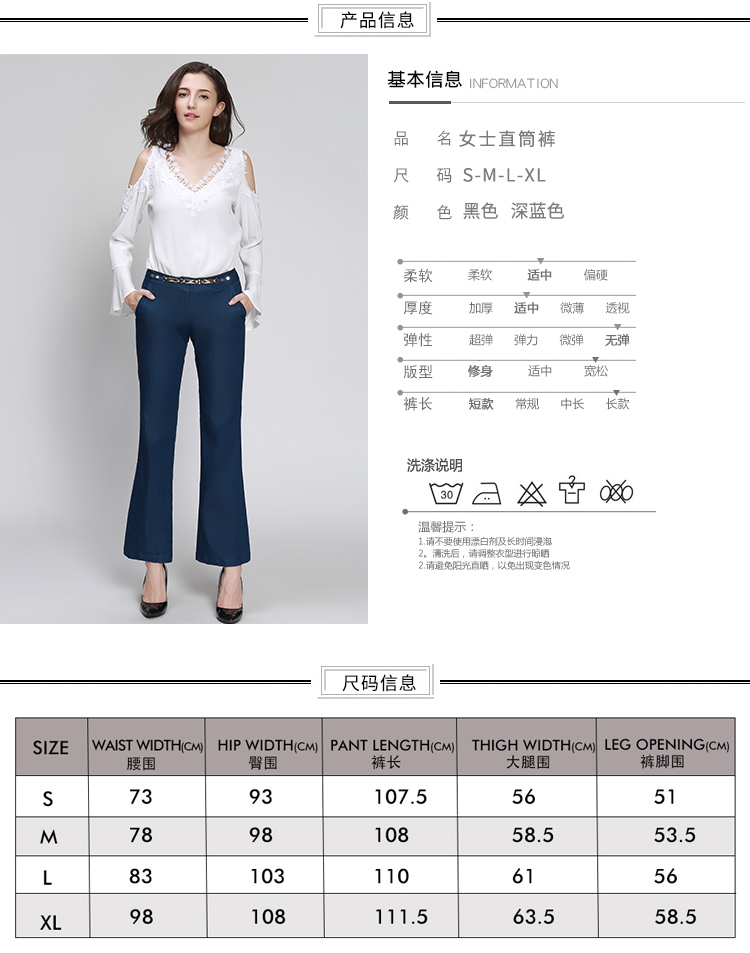 产品信息
基本信息 INFORMATION
品 名 女士直筒裤
尺 码 S-M-L-XL
颜 色 黑色 深蓝色
柔软 柔软 适中 偏硬
厚度 加厚 适中 微薄 透视
弹性 超弹 弹力 微弹 无弹
版型 修身 适中 宽松
裤长 短款 常规 中长 长款
洗涤说明
30
温馨提示：
1.请不要使用漂白剂及长时间浸泡
2。清洗后，请调整衣型进行晾晒
2.请避免阳光直晒，以免出现变色情况
尺码信息
SIZE WAIST WIDTH(CM) HIP WIDTH(CM) PANT LENGTH(CM) THIGH WIDTH(CM) LEG OPENING(CM)
腰围 臀围 裤长 大腿围 裤脚围
S 73 93 107.5 56 51
M 78 98 108 58.5 53.5
L 83 103 110 61 56
XL 98 108 111.5 63.5 58.5